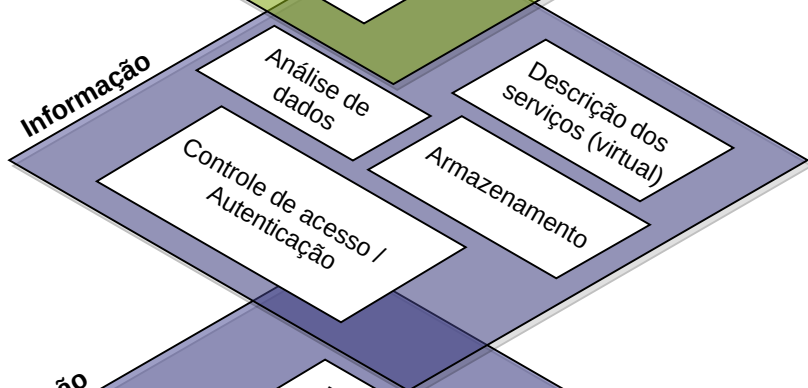 Informação
Análise de
dados
Descrição dos
serviços (virtual)
Controle de acesso /
Autenticação
Armazenamento